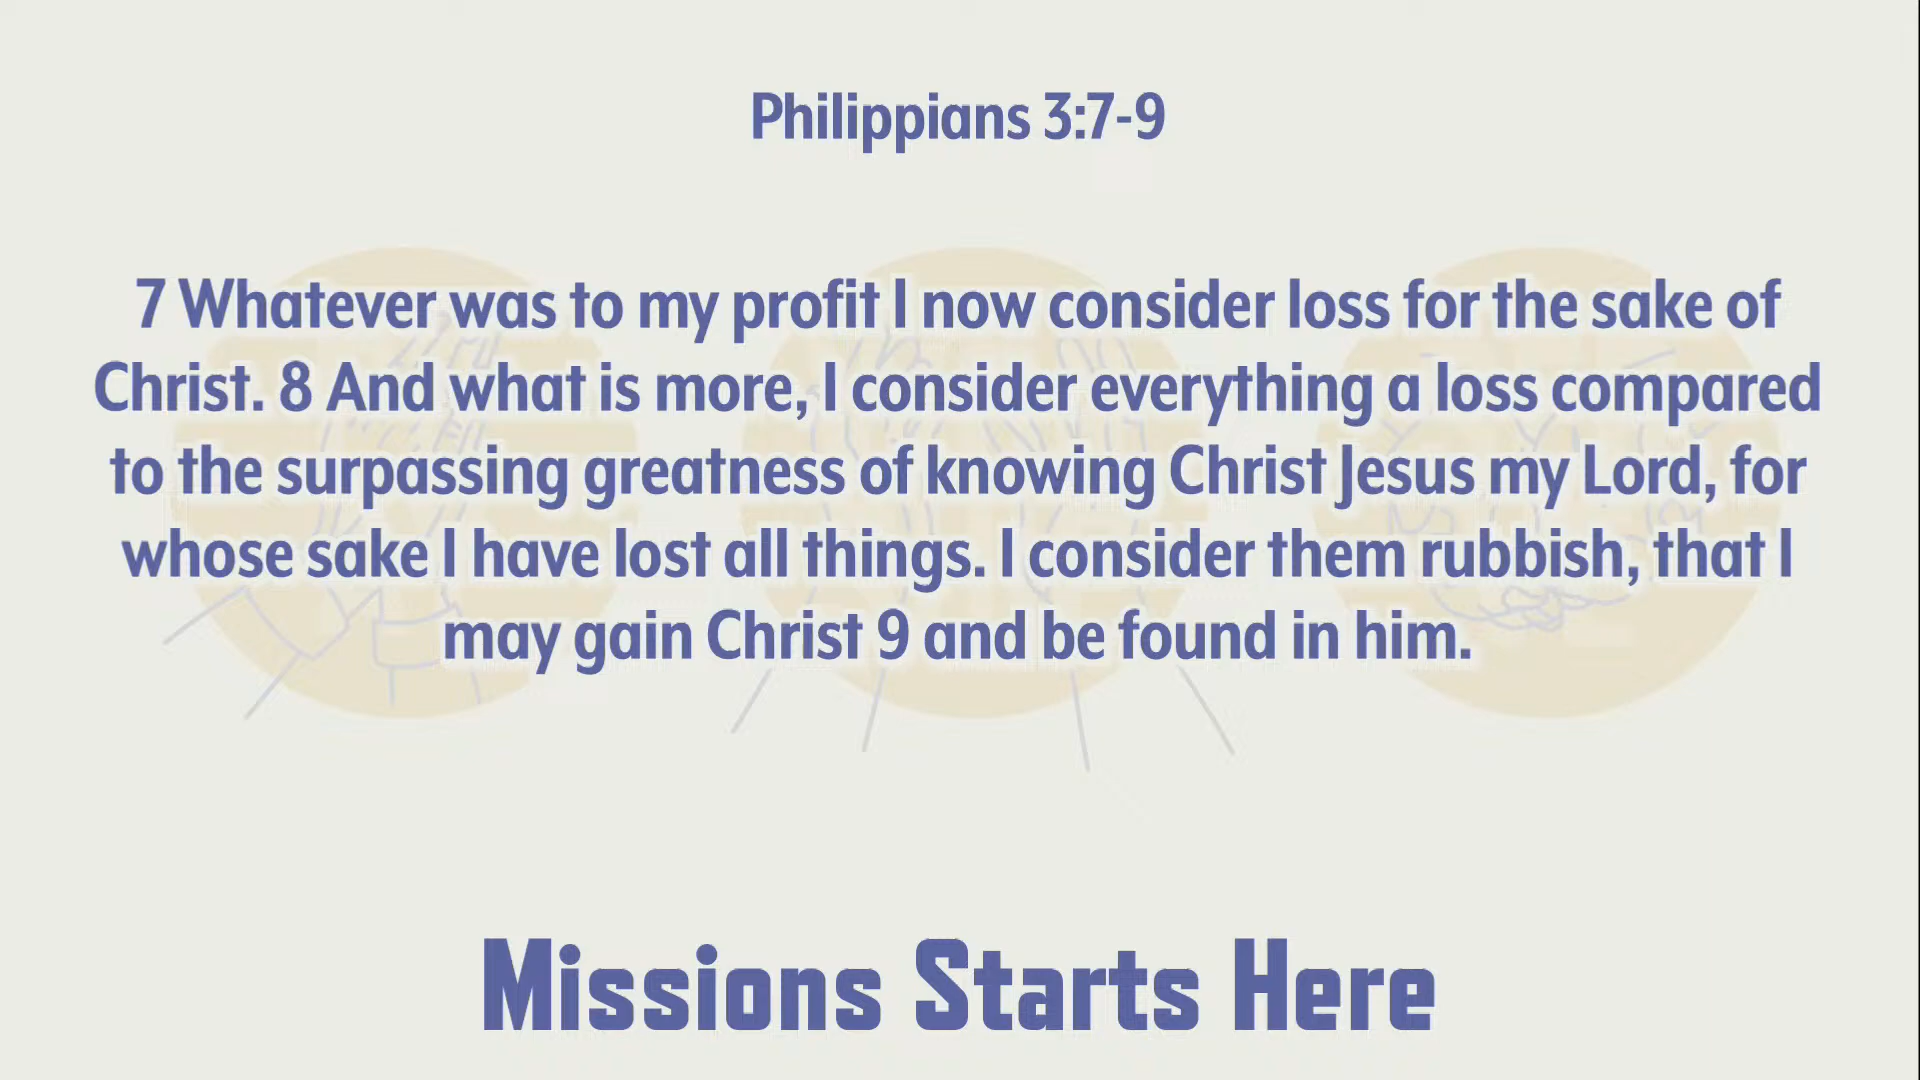 Philippians 3:7-9
7 Whatever was to my profit I now consider loss for the sake of
Christ. 8 And what is more, I consider everything a loss compared
to the surpassing greatness of knowing Christ Jesus my Lord, for
whose sake I have lost all things. I consider them rubbish, that I
may gain Christ 9 and be found in him.
Missions Starts Here